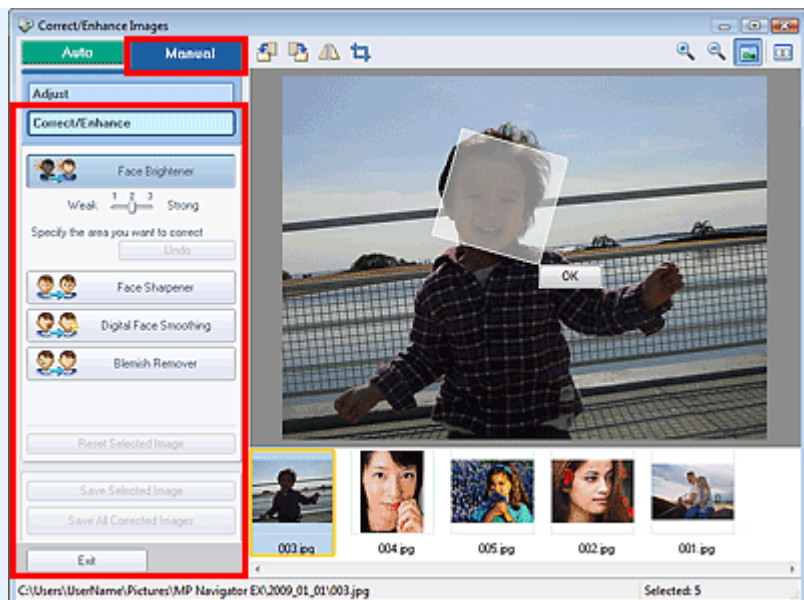 Correct/Enhance Images
Auto
Manual
Adjust
Correct/Enhance
Face Brightener
1 2 3
Weak Strong
Specify the area you want to correct
Undo
Face Sharpener
Digital Face Smoothing
Blemish Remover
Reset Selected Image
Save Selected Image
Save All Corrected Images
Exit
OK
003.jpg
004.jpg
005.jpg
002.jpg
001.jpg
C:\Users\UserName\Pictures\MP Navigator EX\2009_01_01\003.jpg
Selected: 5